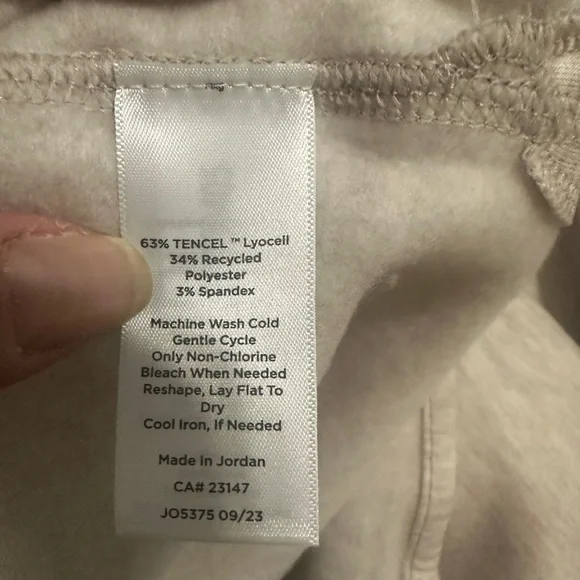 63% TENCEL™ Lyocell
34% Recycled
Polyester
3% Spandex
Machine Wash Cold
Gentle Cycle
Only Non-Chlorine
Bleach When Needed
Reshape, Lay Flat To
Dry
Cool Iron, If Needed
Made In Jordan
CA# 23147
JO5375 09/23